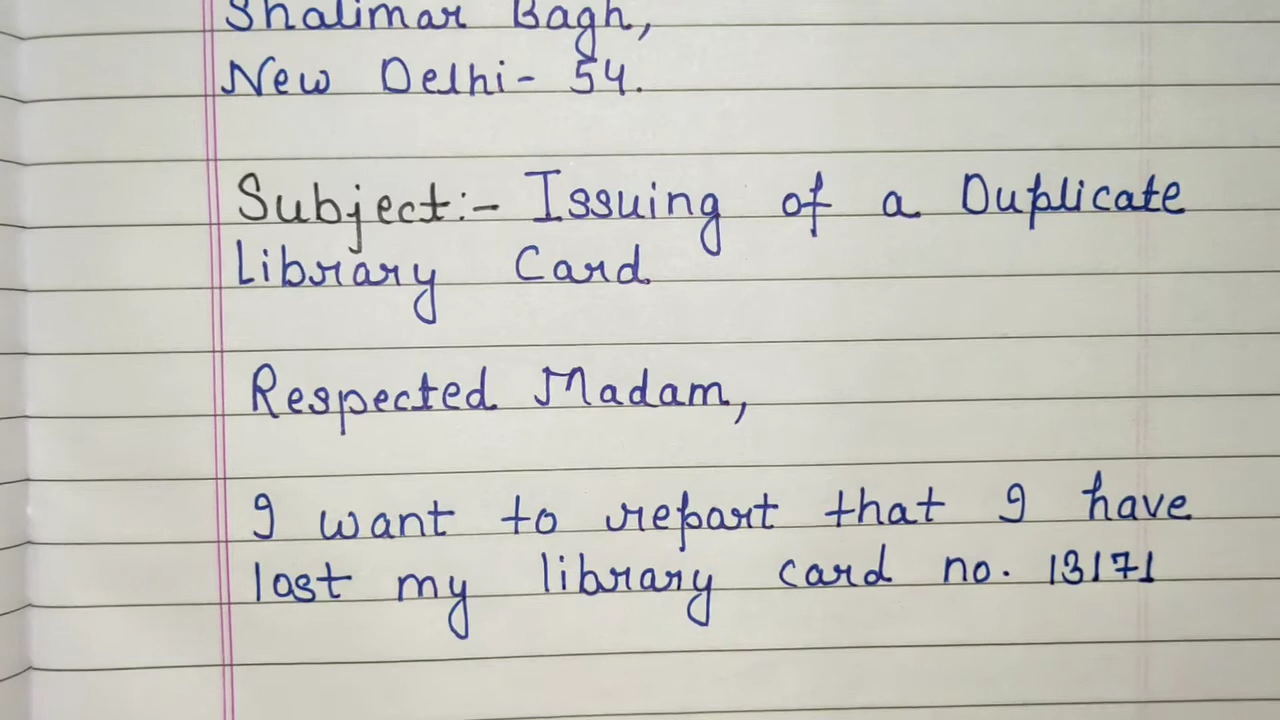 Shalimar Bagh,
New Delhi- 54.
Subject:- Issuing of a Duplicate
Library Card
Respected Madam,
I want to report that I have
lost my library card no. 13171